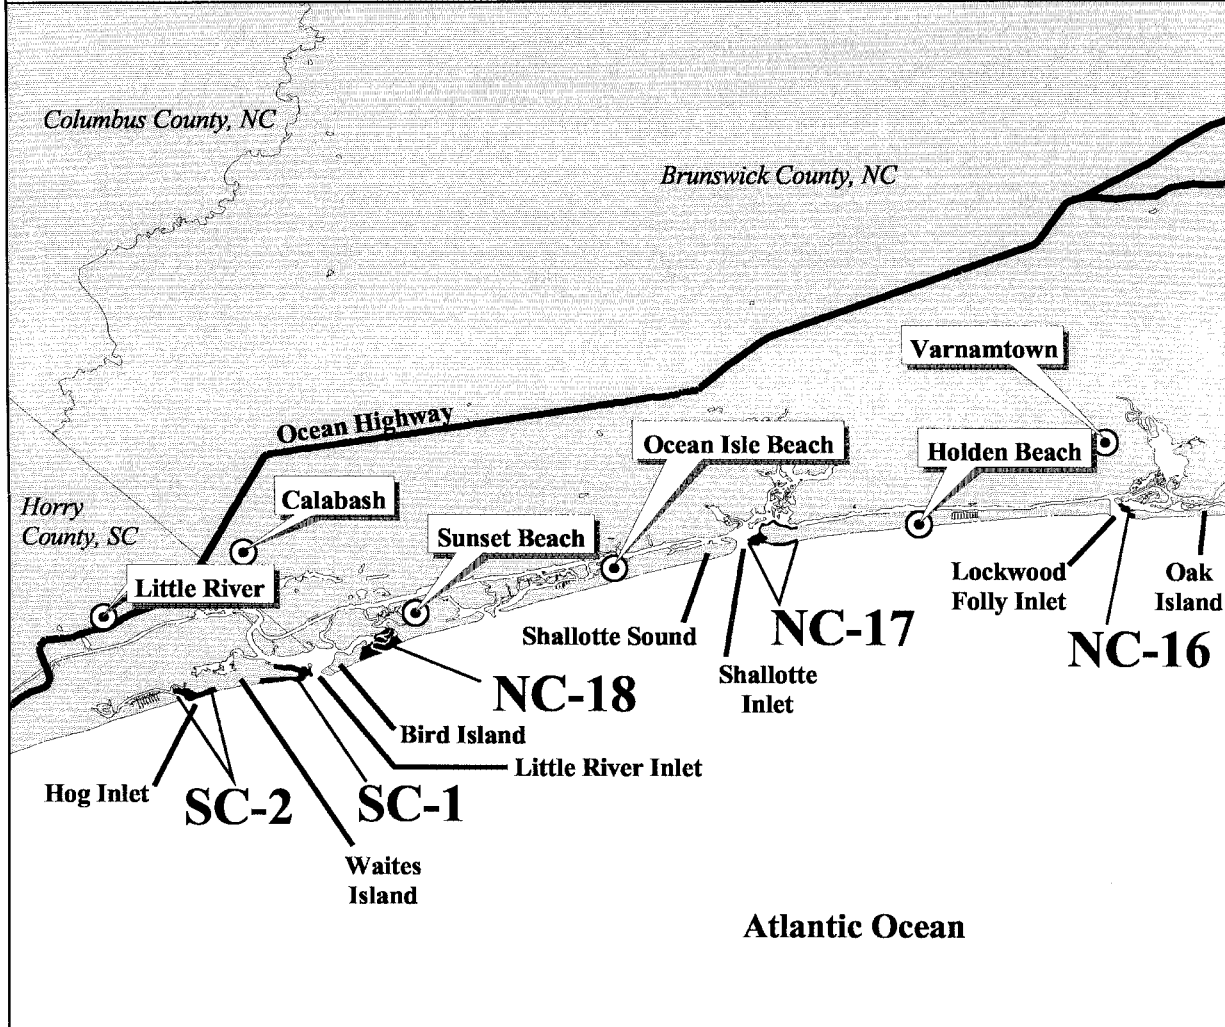 Columbus County, NC
Brunswick County, NC
Varnamtown
Ocean Highway
Ocean Isle Beach
Holden Beach
Horry
County, SC
Calabash
Sunset Beach
Little River
Lockwood
Folly Inlet
Oak
Island
Shallotte Sound
NC-17
NC-16
Shallotte
Inlet
NC-18
Bird Island
Little River Inlet
Hog Inlet
SC-2
SC-1
Waites
Island
Atlantic Ocean